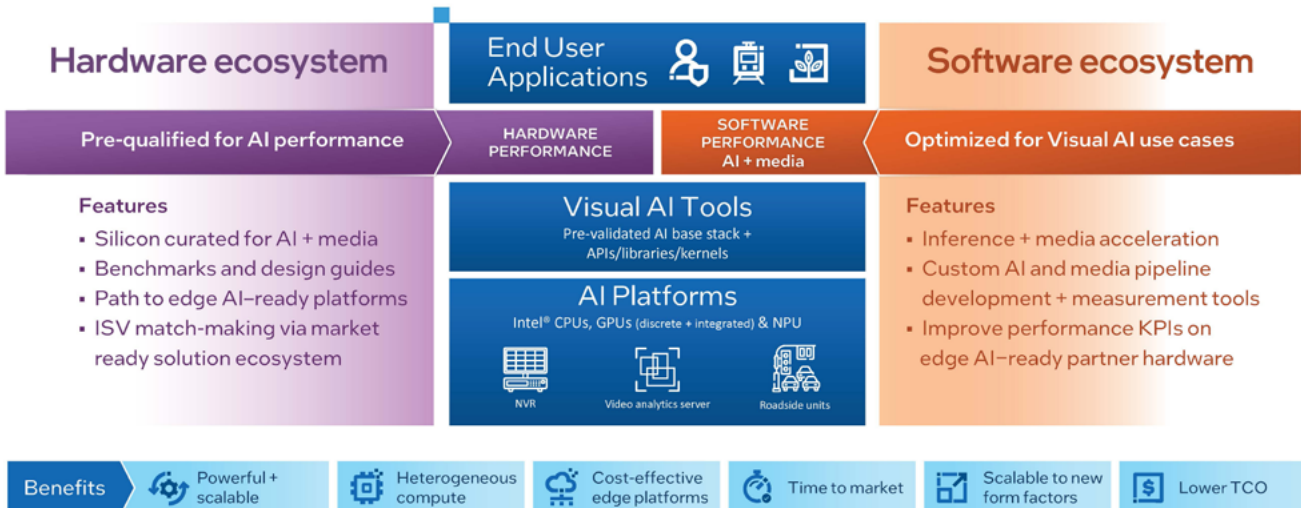 Hardware ecosystem
End User
Applications
Software ecosystem
Pre-qualified for AI performance
HARDWARE
PERFORMANCE
SOFTWARE
PERFORMANCE
AI + media
Optimized for Visual AI use cases
Features
▪ Silicon curated for AI + media
▪ Benchmarks and design guides
▪ Path to edge AI–ready platforms
▪ ISV match-making via market
ready solution ecosystem
Visual AI Tools
Pre-validated AI base stack +
APIs/libraries/kernels
AI Platforms
Intel® CPUs, GPUs (discrete + integrated) & NPU
NVR
Video analytics server
Roadside units
Features
▪ Inference + media acceleration
▪ Custom AI and media pipeline
development + measurement tools
▪ Improve performance KPIs on
edge AI–ready partner hardware
Benefits
Powerful +
scalable
Heterogeneous
compute
Cost-effective
edge platforms
Time to market
Scalable to new
form factors
$
Lower TCO